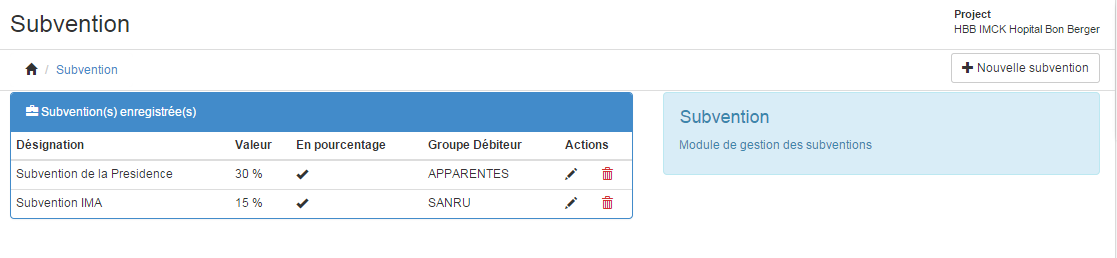 Subvention
Project
HBB IMCK Hopital Bon Berger
/ Subvention
Nouvelle subvention
Subvention(s) enregistrée(s)
Désignation Valeur En pourcentage Groupe Débiteur Actions
Subvention de la Presidence 30 % APPARENTES
Subvention IMA 15 % SANRU
Subvention
Module de gestion des subventions